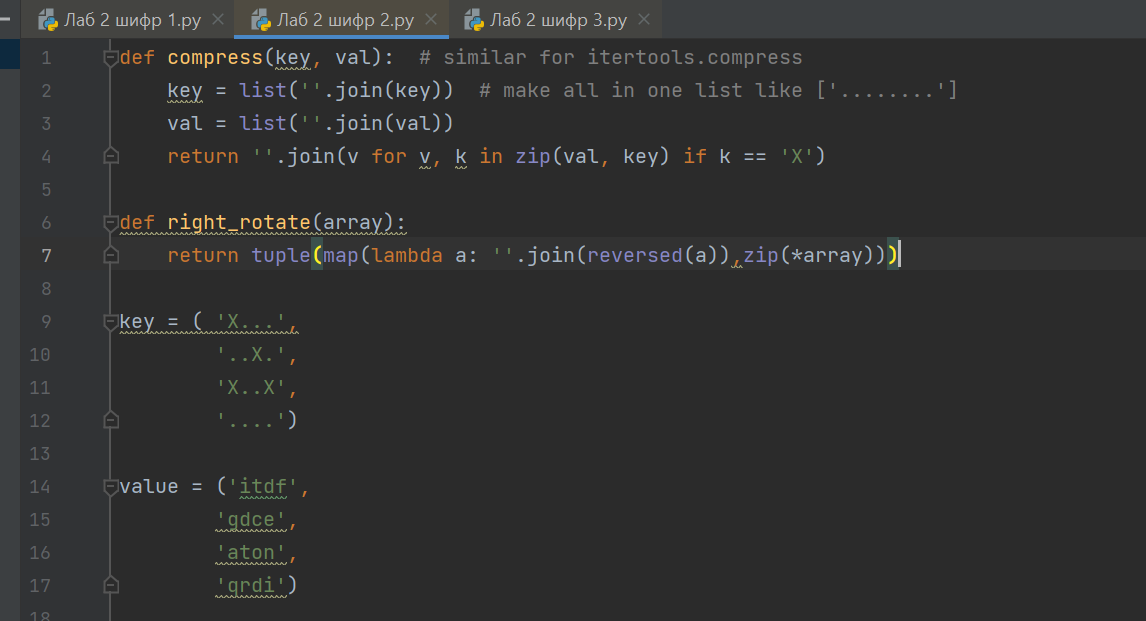 Лаб 2 шифр 1.py
Лаб 2 шифр 2.py
Лаб 2 шифр 3.py
1 def compress(key, val):  # similar for itertools.compress
2     key = list(''.join(key))  # make all in one list like ['........']
3     val = list(''.join(val))
4     return ''.join(v for v, k in zip(val, key) if k == 'X')
5
6 def right_rotate(array):
7     return tuple(map(lambda a: ''.join(reversed(a)),zip(*array)))
8
9 key = ( 'X...',
10         '..X.',
11         'X..X',
12         '....')
13
14 value = ('itdf',
15         'gdce',
16         'aton',
17         'qrdi')
18